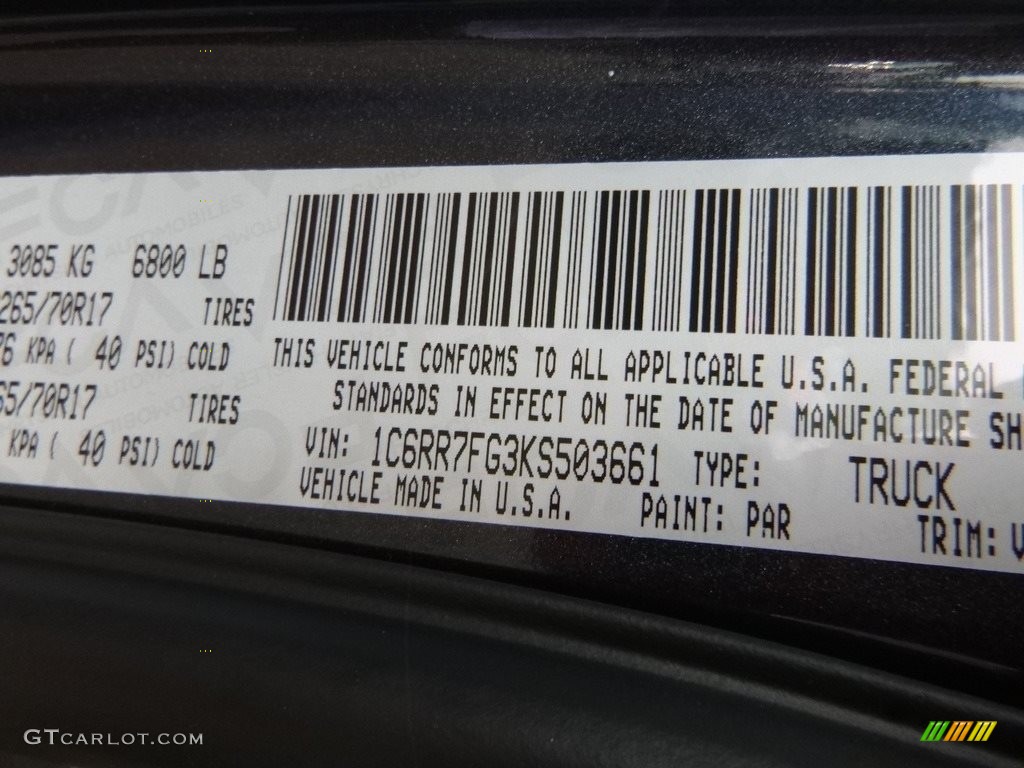 3085 KG 6800 LB
265/70R17 TIRES
KPA ( 40 PSI) COLD
/70R17 TIRES
KPA ( 40 PSI) COLD
THIS VEHICLE CONFORMS TO ALL APPLICABLE U.S.A. FEDERAL
STANDARDS IN EFFECT ON THE DATE OF MANUFACTURE SH
VIN: 1C6RR7FG3KS503661 TYPE: TRUCK
VEHICLE MADE IN U.S.A. PAINT: PAR TRIM:
GTCARLOT.COM